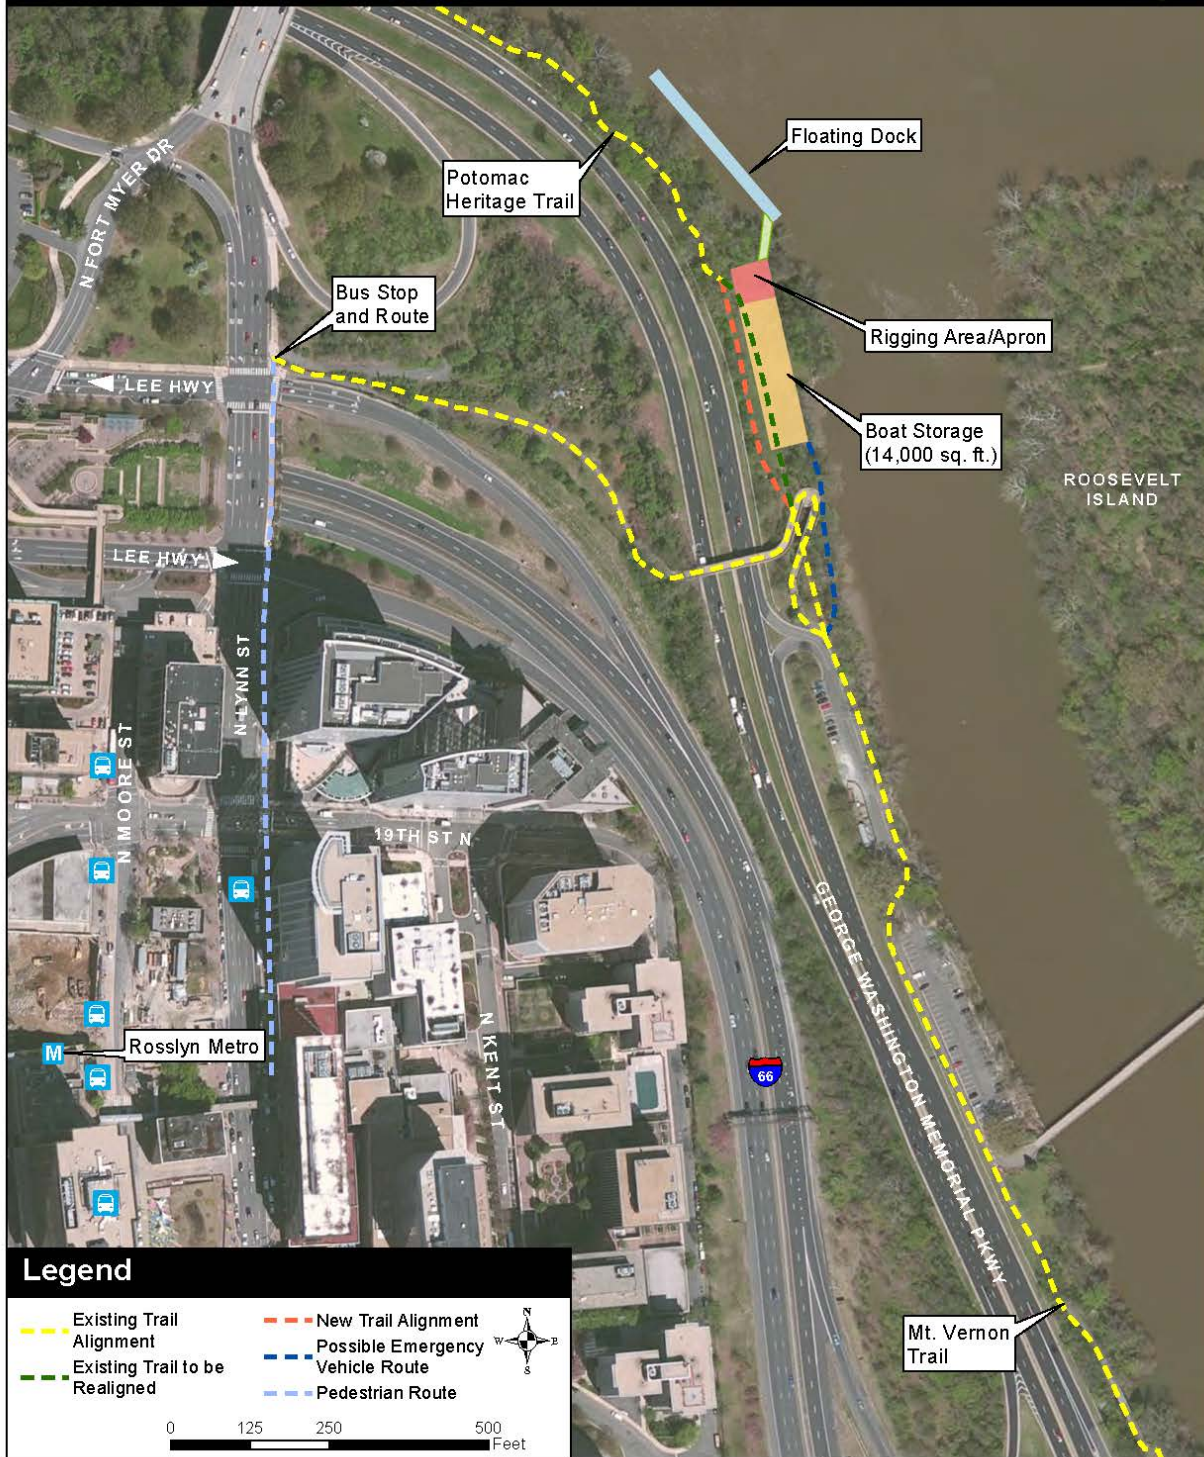 Floating Dock
Potomac
Heritage Trail
N FORT MYER DR
Bus Stop
and Route
Rigging Area/Apron
LEE HWY
Boat Storage
(14,000 sq. ft.)
ROOSEVELT
ISLAND
LEE HWY
N LYNN ST
N MOORE ST
19TH ST N
GEORGE WASHINGTON MEMORIAL PKWY
N KENT ST
Rosslyn Metro
M
66
Mt. Vernon
Trail
Legend
Existing Trail
Alignment
Existing Trail to be
Realigned
New Trail Alignment
Possible Emergency
Vehicle Route
Pedestrian Route
N
W E
S
0 125 250 500
Feet